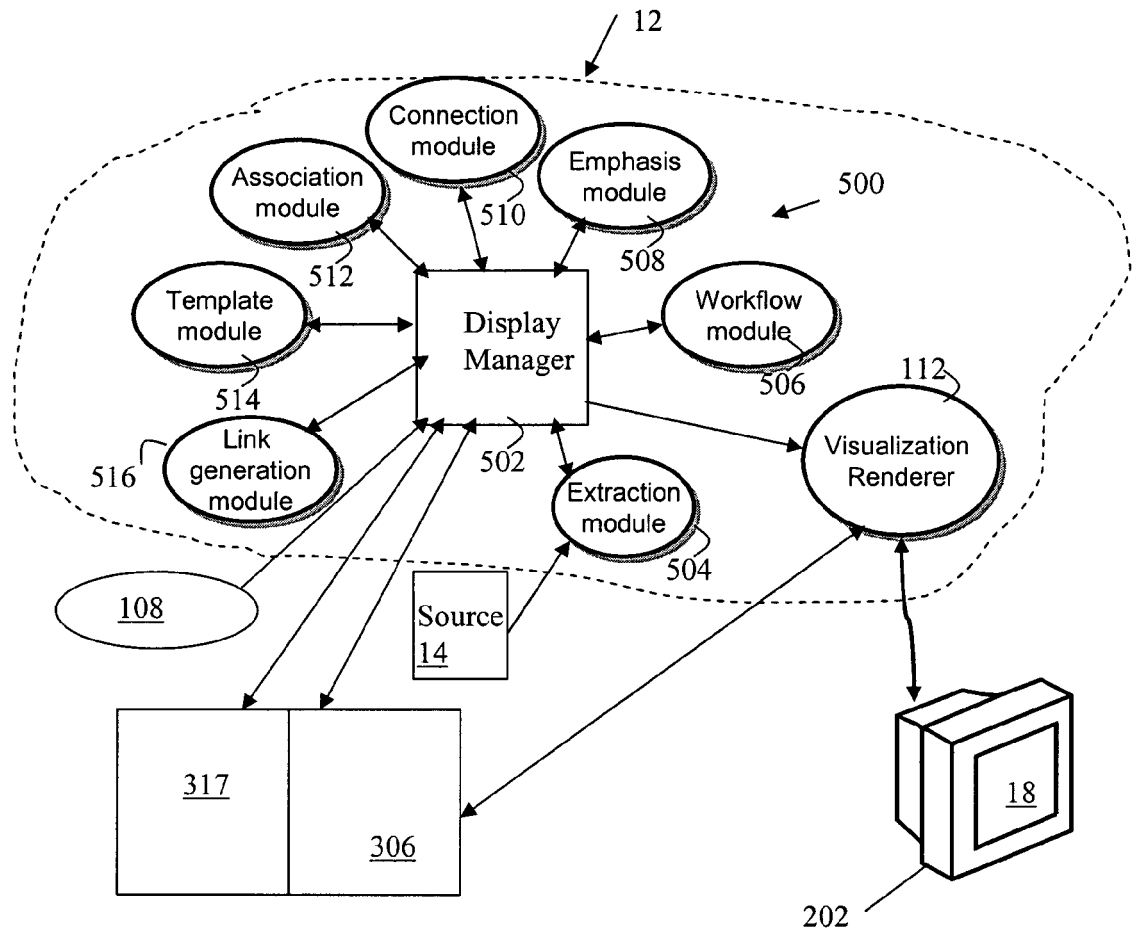 12
Connection
module
510
Emphasis
module
508
Association
module
512
500
Template
module
514
Display
Manager
502
Workflow
module
506
112
Visualization
Renderer
Link
generation
module
516
Extraction
module
504
108
Source
14
317
306
18
202